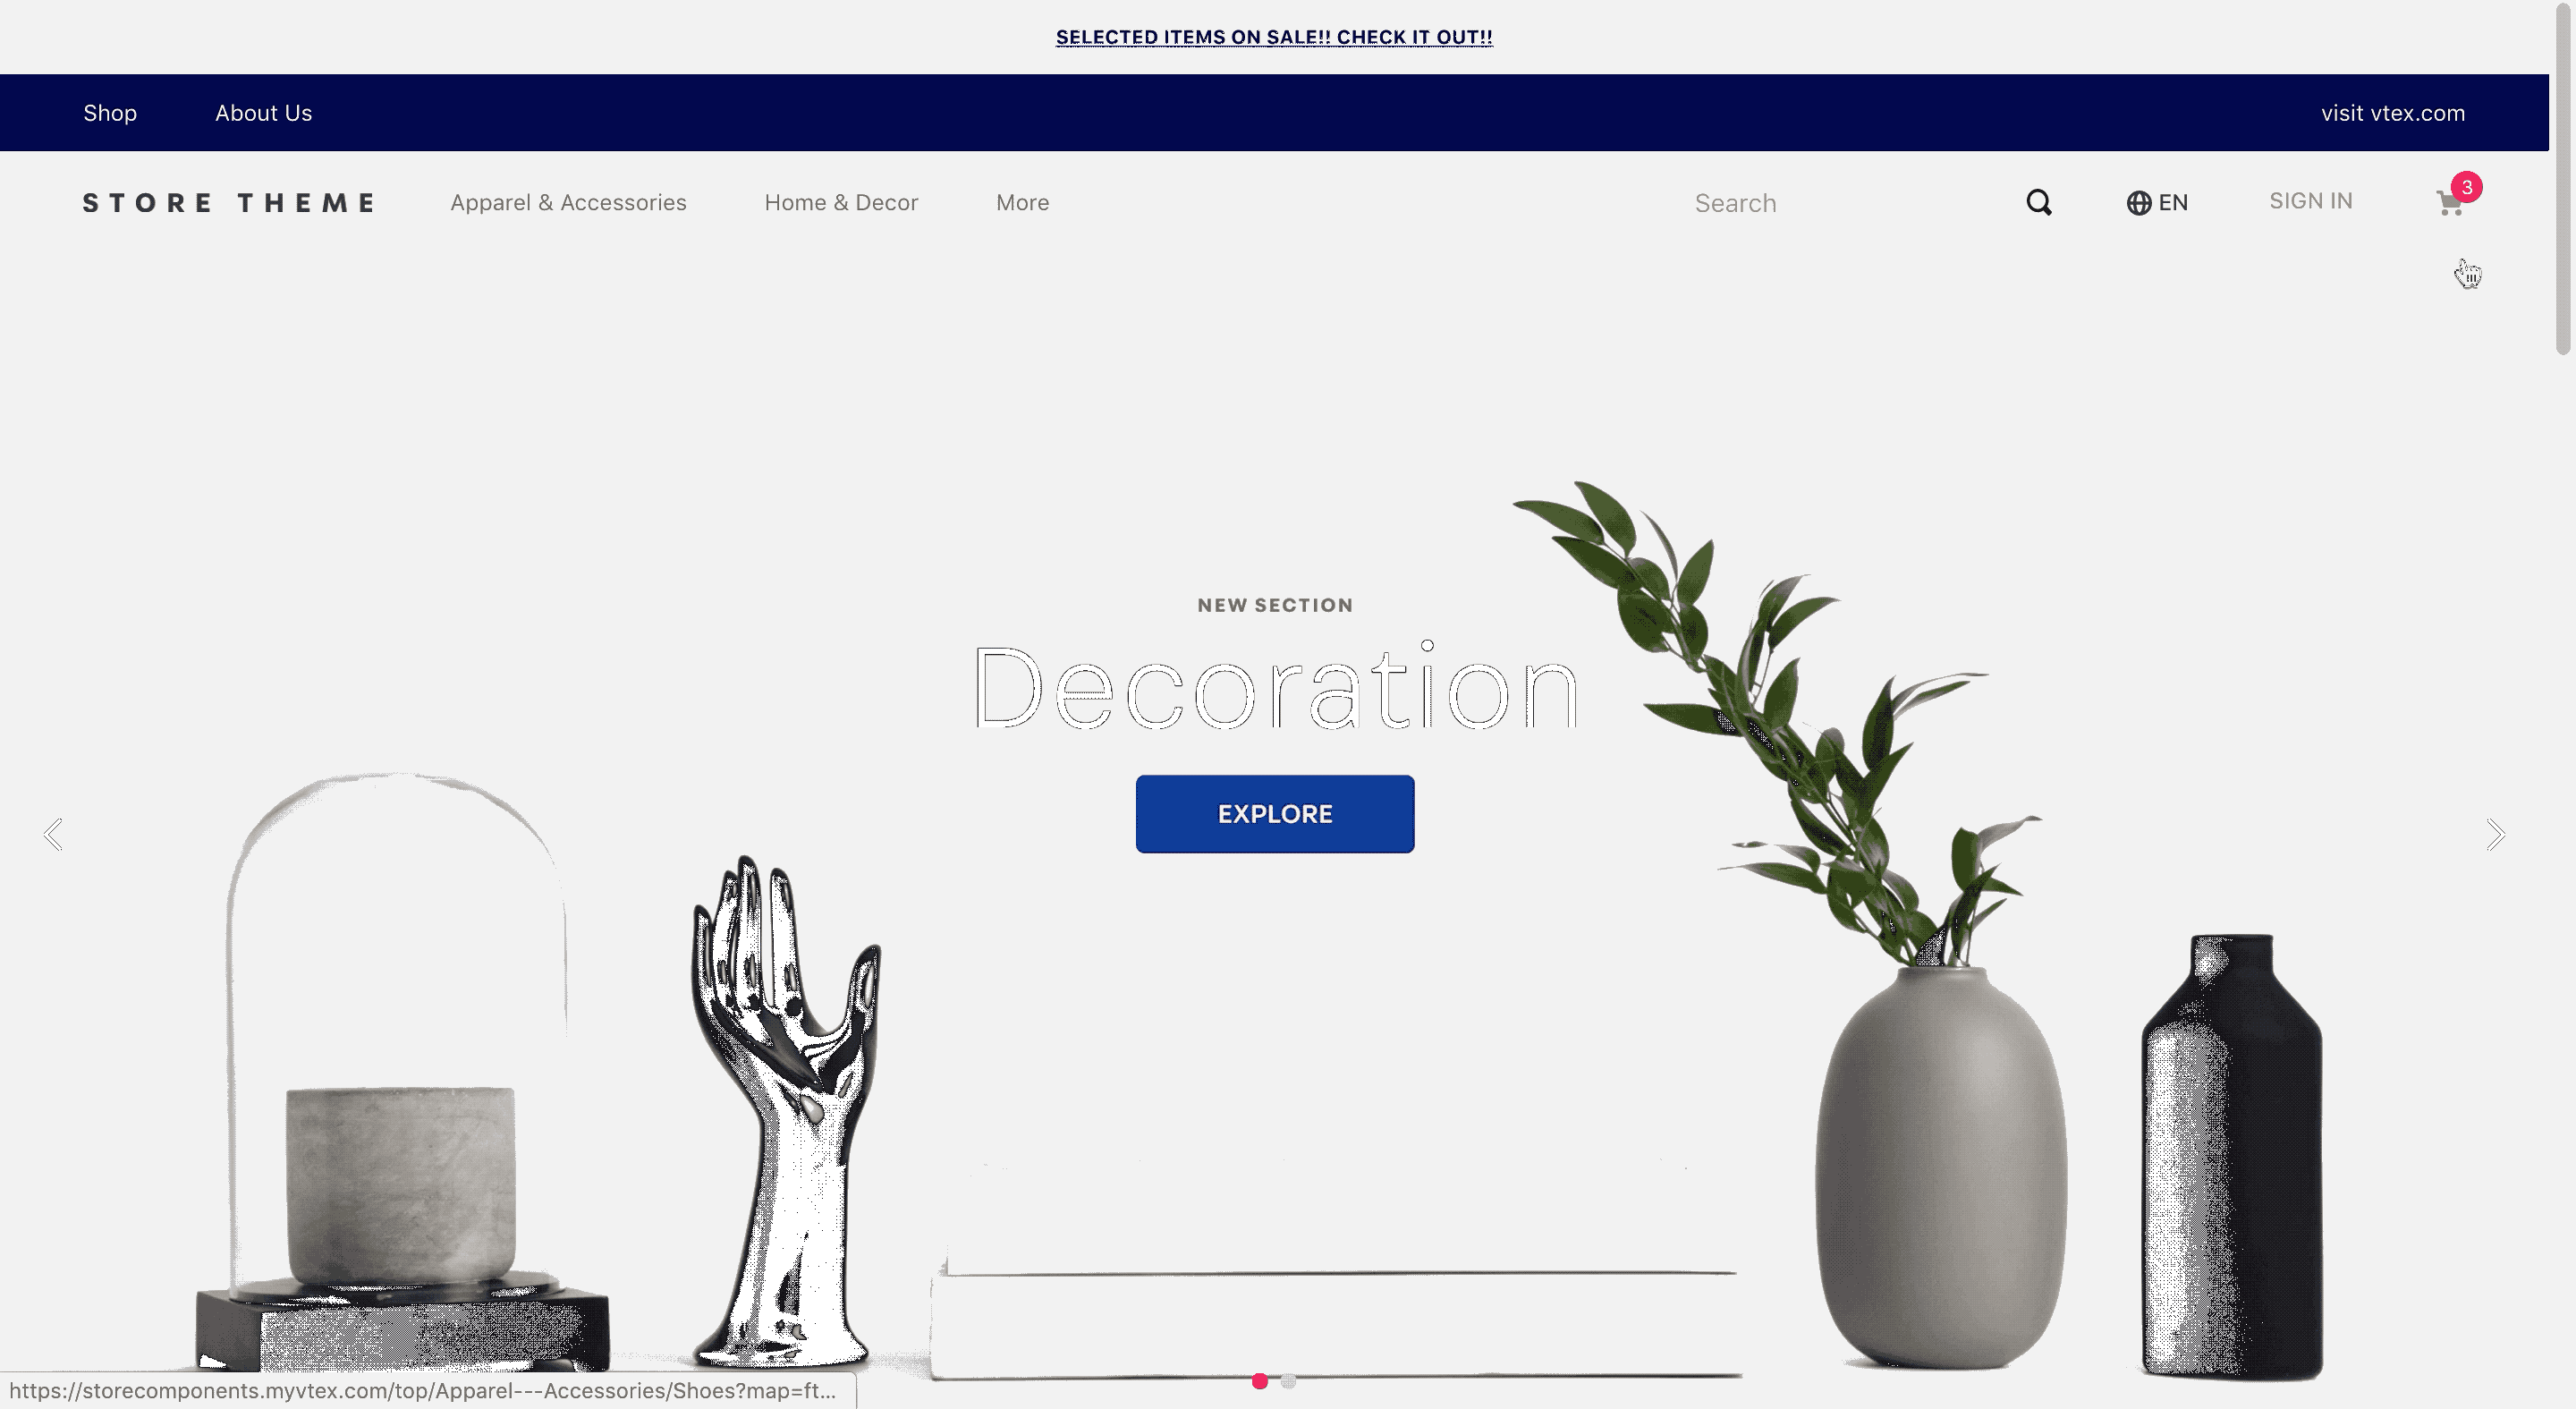 SELECTED ITEMS ON SALE!! CHECK IT OUT!!
Shop About Us visit vtex.com
STORE THEME Apparel & Accessories Home & Decor More Search EN SIGN IN 3
NEW SECTION
Decoration
EXPLORE
https://storecomponents.myvtex.com/top/Apparel---Accessories/Shoes?map=ft...